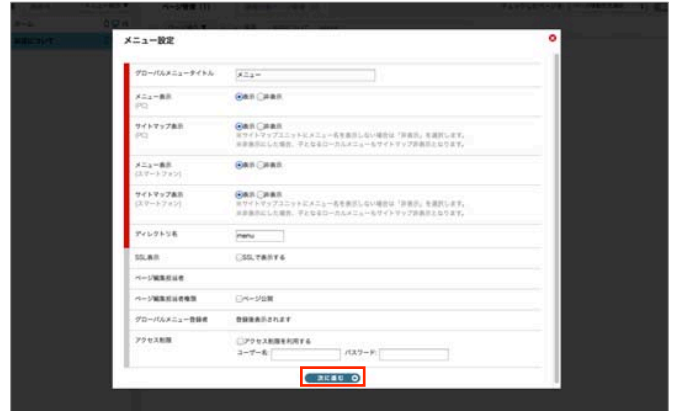 ページ管理 (1)
メニュー設定
グローバルメニュータイトル メニュー
メニュー表示 表示 非表示
(PC)
サイトマップ表示 表示 非表示
(PC) ※サイトマップユニットにメニュー名を表示しない場合は「非表示」を選択します。
※非表示にした場合、子となるローカルメニューもサイトマップ非表示となります。
メニュー表示 表示 非表示
(スマートフォン)
サイトマップ表示 表示 非表示
(スマートフォン) ※サイトマップユニットにメニュー名を表示しない場合は「非表示」を選択します。
※非表示にした場合、子となるローカルメニューもサイトマップ非表示となります。
ディレクトリ名 menu
SSL表示 SSLで表示する
ページ編集担当者
ページ編集担当者権限 ページ公開
グローバルメニュー登録者 登録後表示されます
アクセス制限 アクセス制限を利用する
ユーザー名: パスワード:
次に進む